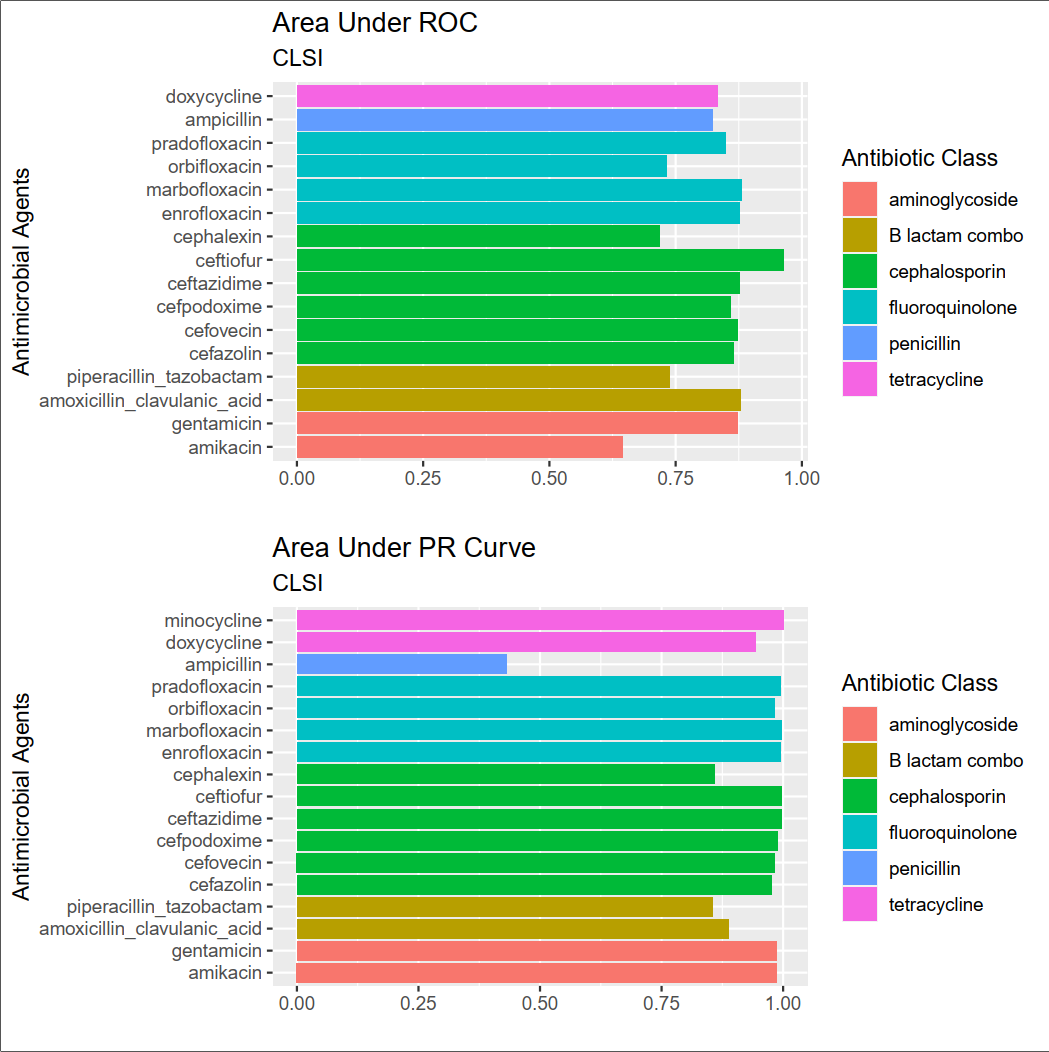 Area Under ROC
CLSI
Antimicrobial Agents
doxycycline
ampicillin
pradofloxacin
orbifloxacin
marbofloxacin
enrofloxacin
cephalexin
ceftiofur
ceftazidime
cefpodoxime
cefovecin
cefazolin
piperacillin_tazobactam
amoxicillin_clavulanic_acid
gentamicin
amikacin
0.00 0.25 0.50 0.75 1.00
Antibiotic Class
aminoglycoside
B lactam combo
cephalosporin
fluoroquinolone
penicillin
tetracycline
Area Under PR Curve
CLSI
Antimicrobial Agents
minocycline
doxycycline
ampicillin
pradofloxacin
orbifloxacin
marbofloxacin
enrofloxacin
cephalexin
ceftiofur
ceftazidime
cefpodoxime
cefovecin
cefazolin
piperacillin_tazobactam
amoxicillin_clavulanic_acid
gentamicin
amikacin
0.00 0.25 0.50 0.75 1.00
Antibiotic Class
aminoglycoside
B lactam combo
cephalosporin
fluoroquinolone
penicillin
tetracycline